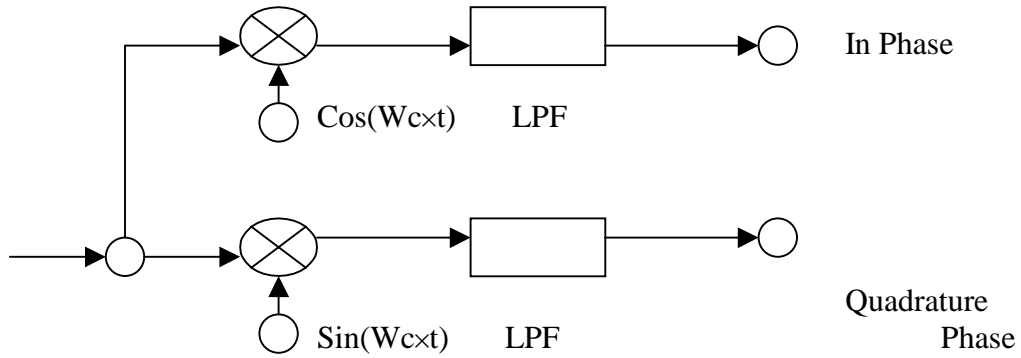 In Phase
Cos(Wc×t) LPF
Quadrature
Phase
Sin(Wc×t) LPF